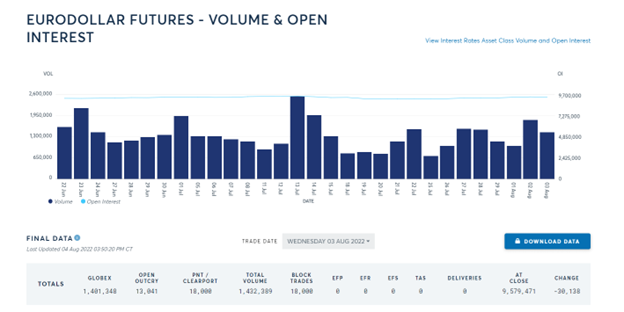 EURODOLLAR FUTURES - VOLUME & OPEN
INTEREST
View Interest Rates Asset Class Volume and Open Interest
VOL
OI
2,600,000
9,700,000
1,950,000
7,275,000
1,300,000
4,850,000
650,000
2,425,000
0
0
22 Jun
23 Jun
24 Jun
27 Jun
28 Jun
29 Jun
30 Jun
01 Jul
05 Jul
06 Jul
07 Jul
08 Jul
11 Jul
12 Jul
13 Jul
14 Jul
15 Jul
18 Jul
19 Jul
20 Jul
21 Jul
22 Jul
25 Jul
26 Jul
27 Jul
28 Jul
29 Jul
01 Aug
02 Aug
03 Aug
Volume Open Interest
DATE
FINAL DATA
Last Updated 04 Aug 2022 03:50:20 PM CT
TRADE DATE WEDNESDAY 03 AUG 2022
DOWNLOAD DATA
TOTALS
GLOBEX
1,401,348
OPEN
OUTCRY
13,041
PNT /
CLEARPORT
18,000
TOTAL
VOLUME
1,432,389
BLOCK
TRADES
18,000
EFP
0
EFR
0
EFS
0
TAS
0
DELIVERIES
0
AT
CLOSE
9,579,471
CHANGE
-30,138